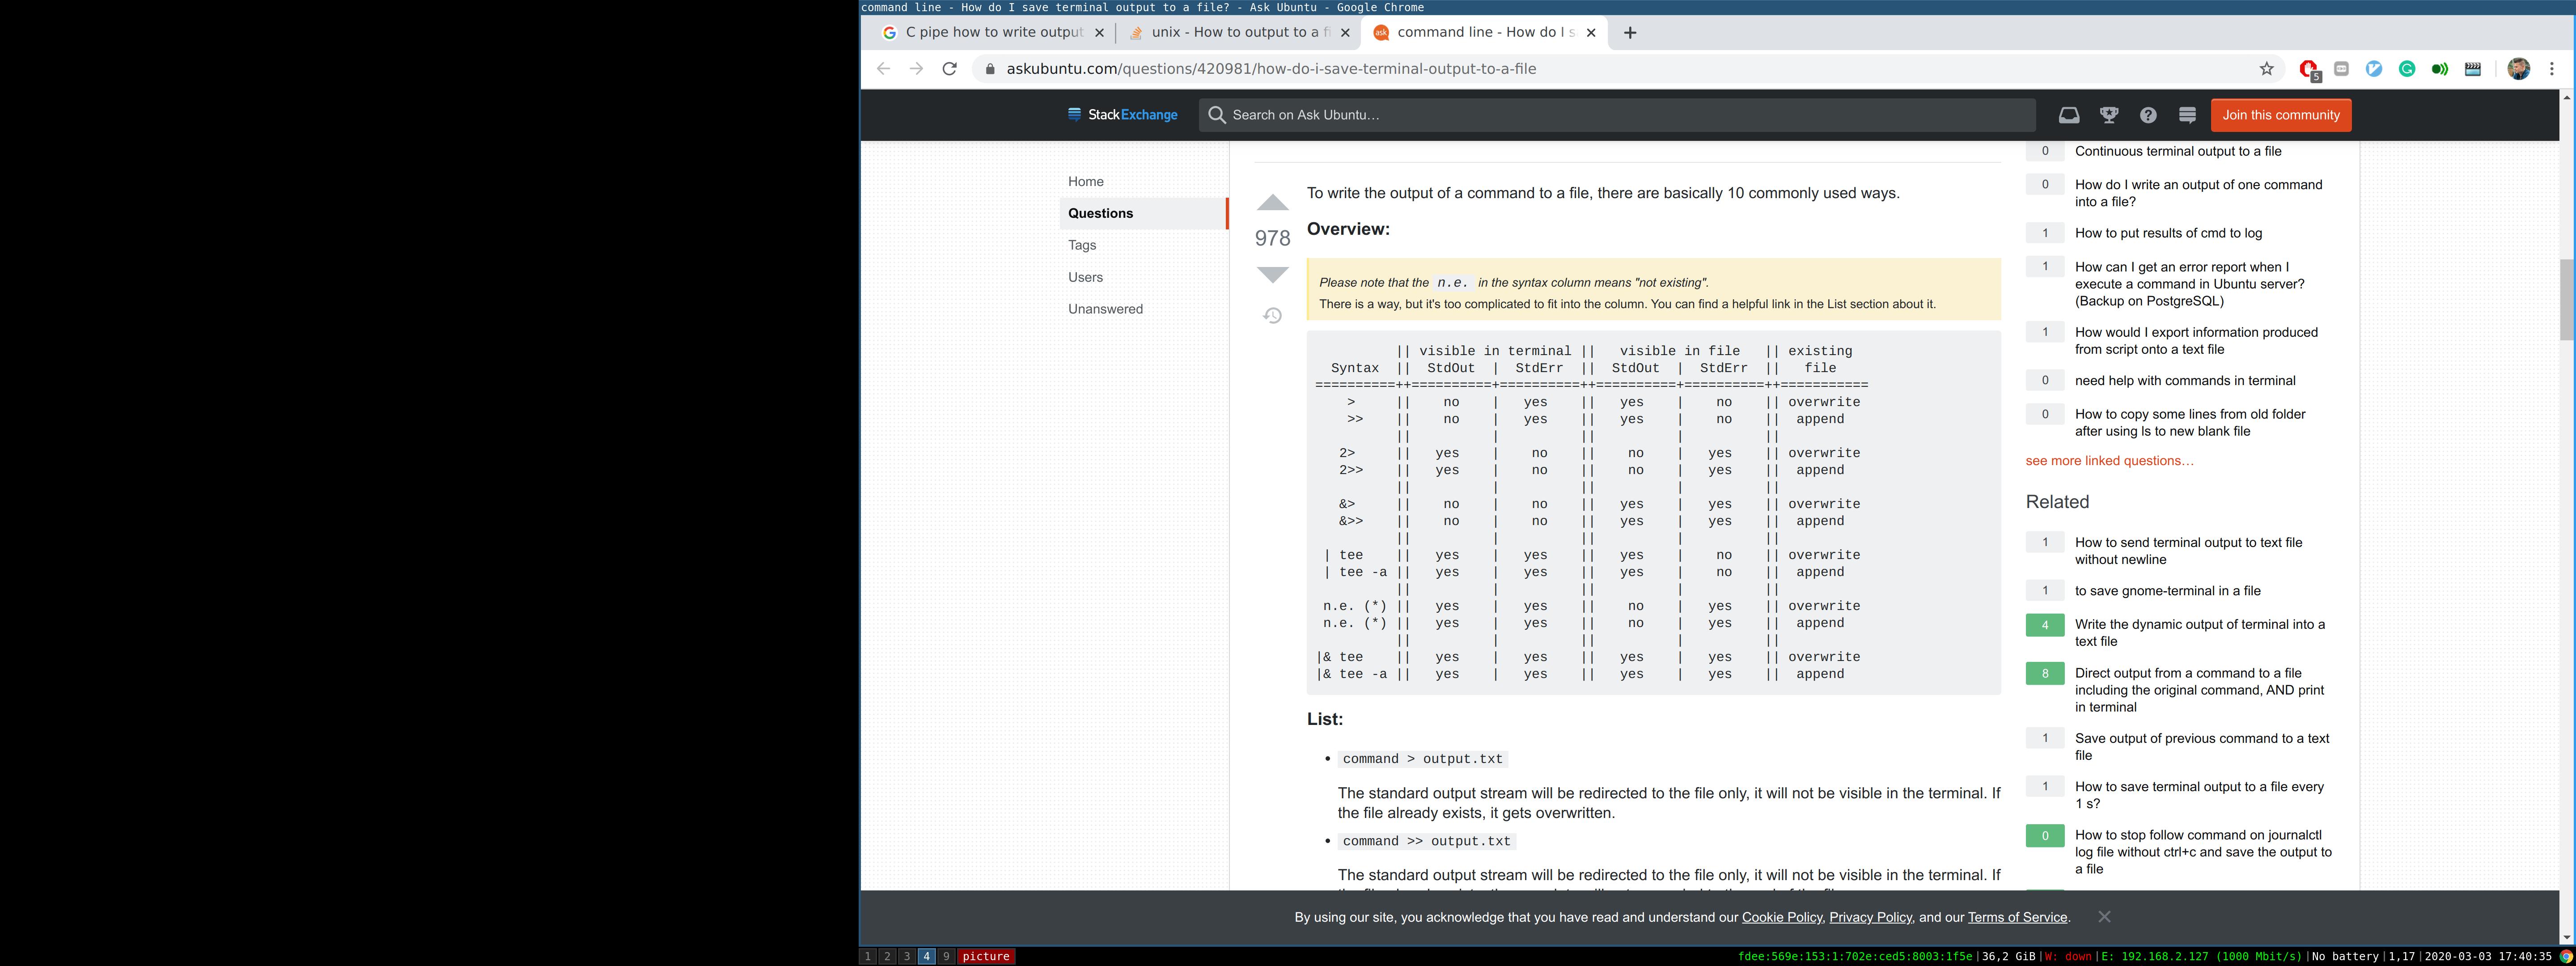 command line - How do I save terminal output to a file? - Ask Ubuntu - Google Chrome
C pipe how to write output
unix - How to output to a fi
command line - How do I s
askubuntu.com/questions/420981/how-do-i-save-terminal-output-to-a-file
5
StackExchange
Search on Ask Ubuntu…
Join this community
Home
Questions
Tags
Users
Unanswered
978
To write the output of a command to a file, there are basically 10 commonly used ways.
Overview:
Please note that the n.e. in the syntax column means "not existing".
There is a way, but it's too complicated to fit into the column. You can find a helpful link in the List section about it.
          || visible in terminal ||   visible in file   || existing
  Syntax  ||  StdOut  |  StdErr  ||  StdOut  |  StdErr  ||   file
==========++==========+==========++==========+==========++===========
    >     ||    no    |   yes    ||   yes    |    no    || overwrite
    >>    ||    no    |   yes    ||   yes    |    no    ||  append
          ||          |          ||          |          ||
   2>     ||   yes    |    no    ||    no    |   yes    || overwrite
   2>>    ||   yes    |    no    ||    no    |   yes    ||  append
          ||          |          ||          |          ||
   &>     ||    no    |    no    ||   yes    |   yes    || overwrite
   &>>    ||    no    |    no    ||   yes    |   yes    ||  append
          ||          |          ||          |          ||
 | tee    ||   yes    |   yes    ||   yes    |    no    || overwrite
 | tee -a ||   yes    |   yes    ||   yes    |    no    ||  append
          ||          |          ||          |          ||
 n.e. (*) ||   yes    |   yes    ||    no    |   yes    || overwrite
 n.e. (*) ||   yes    |   yes    ||    no    |   yes    ||  append
          ||          |          ||          |          ||
|& tee    ||   yes    |   yes    ||   yes    |   yes    || overwrite
|& tee -a ||   yes    |   yes    ||   yes    |   yes    ||  append
List:
• command > output.txt
The standard output stream will be redirected to the file only, it will not be visible in the terminal. If
the file already exists, it gets overwritten.
• command >> output.txt
The standard output stream will be redirected to the file only, it will not be visible in the terminal. If
0 Continuous terminal output to a file
0 How do I write an output of one command
into a file?
1 How to put results of cmd to log
1 How can I get an error report when I
execute a command in Ubuntu server?
(Backup on PostgreSQL)
1 How would I export information produced
from script onto a text file
0 need help with commands in terminal
0 How to copy some lines from old folder
after using ls to new blank file
see more linked questions…
Related
1 How to send terminal output to text file
without newline
1 to save gnome-terminal in a file
4 Write the dynamic output of terminal into a
text file
8 Direct output from a command to a file
including the original command, AND print
in terminal
1 Save output of previous command to a text
file
1 How to save terminal output to a file every
1 s?
0 How to stop follow command on journalctl
log file without ctrl+c and save the output to
a file
By using our site, you acknowledge that you have read and understand our Cookie Policy, Privacy Policy, and our Terms of Service.
1 2 3 4 9 picture
fdee:569e:153:1:702e:ced5:8003:1f5e|36,2 GiB|W: down|E: 192.168.2.127 (1000 Mbit/s)|No battery|1,17|2020-03-03 17:40:35